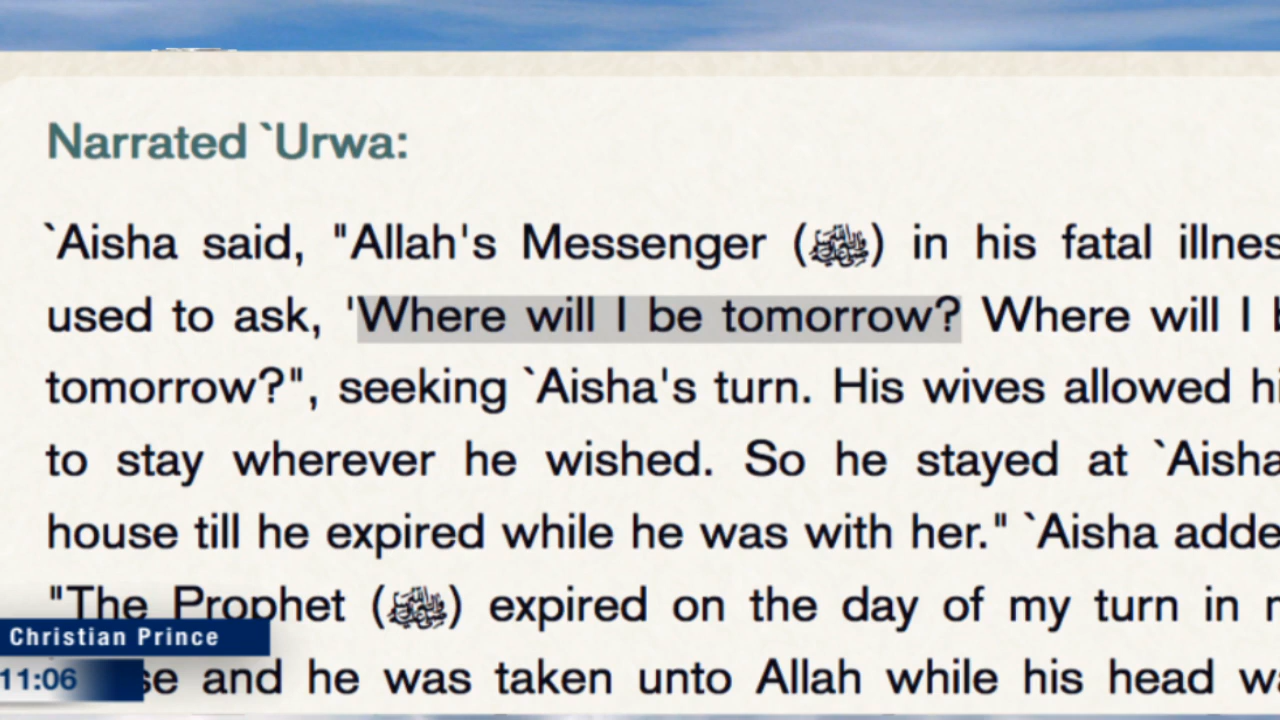 Narrated `Urwa:
`Aisha said, "Allah's Messenger (ﷺ) in his fatal
used to ask, 'Where will I be tomorrow? Where will I
tomorrow?", seeking `Aisha's turn. His wives allowed
to stay wherever he wished. So he stayed at `Aisha
house till he expired while he was with her." `Aisha
"The Prophet (ﷺ) expired on the day of my turn in
and he was taken unto Allah while his head
Christian Prince
11:06